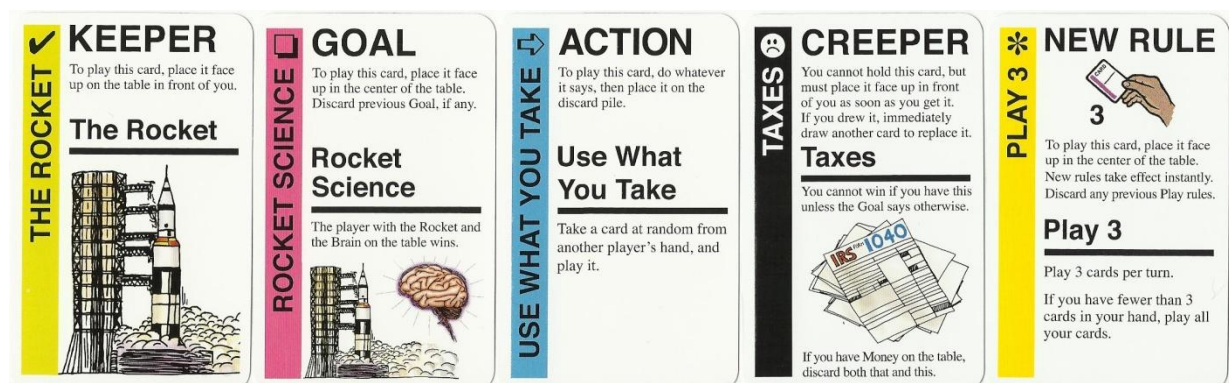 THE ROCKET
KEEPER
To play this card, place it face
up on the table in front of you.
The Rocket
ROCKET SCIENCE
GOAL
To play this card, place it face
up in the center of the table.
Discard previous Goal, if any.
Rocket
Science
The player with the Rocket and
the Brain on the table wins.
USE WHAT YOU TAKE
ACTION
To play this card, do whatever
it says, then place it on the
discard pile.
Use What
You Take
Take a card at random from
another player's hand, and
play it.
TAXES
CREEPER
You cannot hold this card, but
must place it face up in front
of you as soon as you get it.
If you drew it, immediately
draw another card to replace it.
Taxes
You cannot win if you have this
unless the Goal says otherwise.
IRS Form 1040
If you have Money on the table,
discard both that and this.
PLAY 3
NEW RULE
CARD
3
To play this card, place it face
up in the center of the table.
New rules take effect instantly.
Discard any previous Play rules.
Play 3
Play 3 cards per turn.
If you have fewer than 3
cards in your hand, play all
your cards.